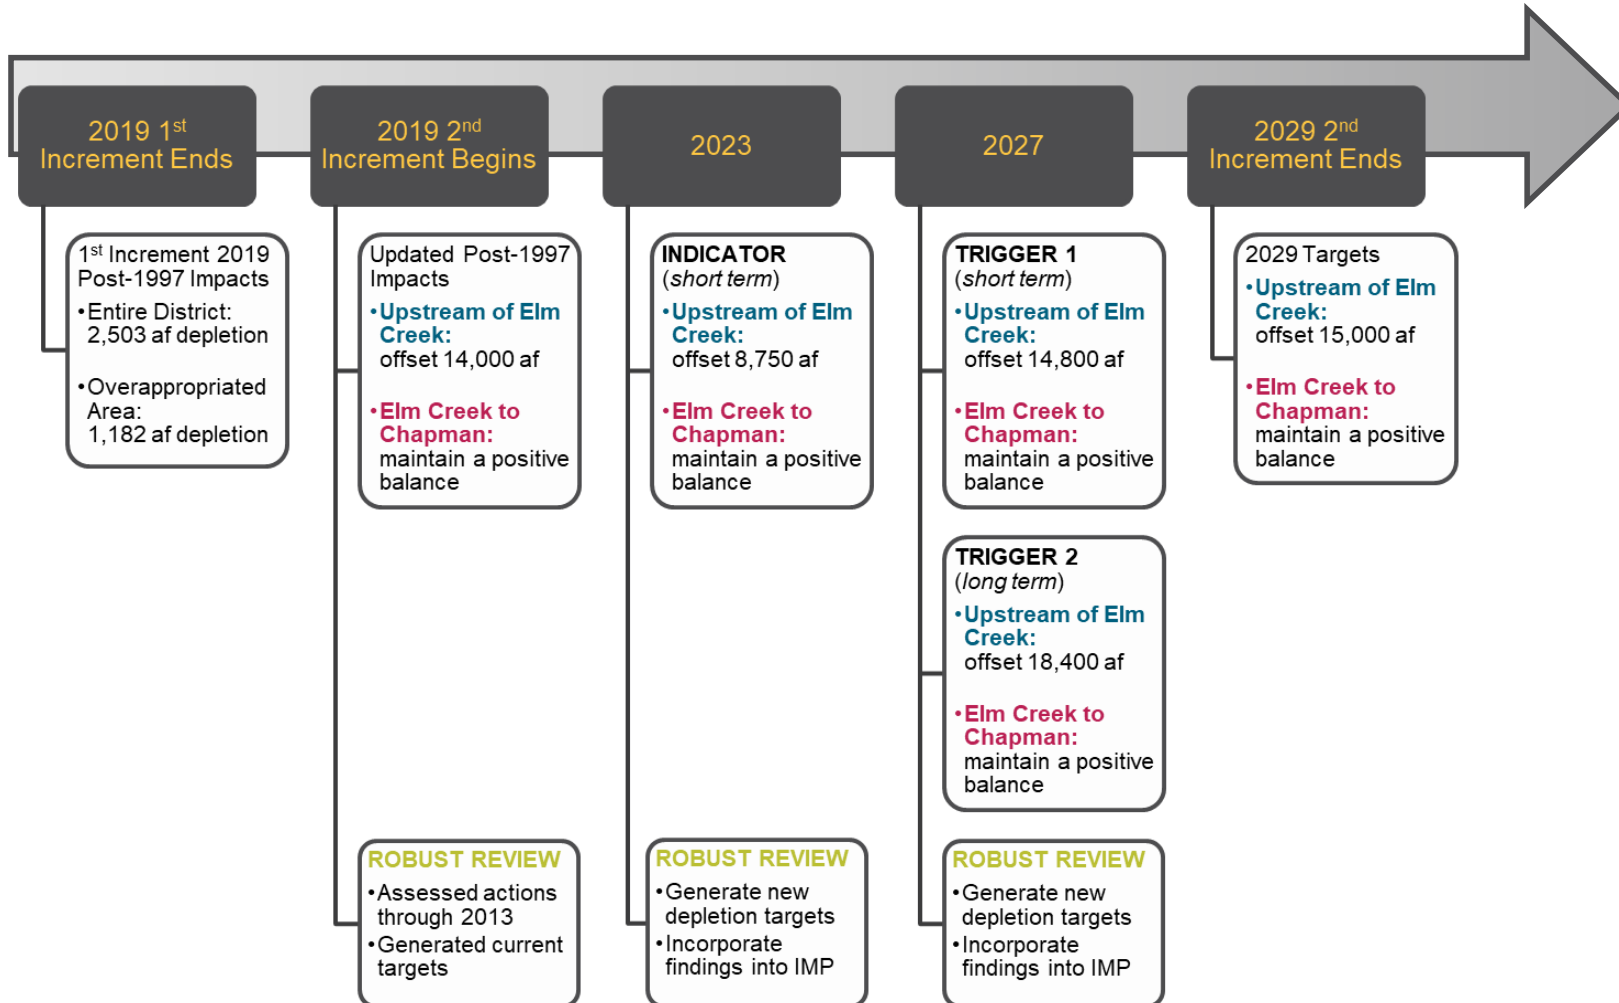 2019 1st
Increment Ends
2019 2nd
Increment Begins
2023
2027
2029 2nd
Increment Ends
1st Increment 2019
Post-1997 Impacts
•Entire District:
2,503 af depletion
•Overappropriated
Area:
1,182 af depletion
Updated Post-1997
Impacts
•Upstream of Elm
Creek:
offset 14,000 af
•Elm Creek to
Chapman:
maintain a positive
balance
ROBUST REVIEW
•Assessed actions
through 2013
•Generated current
targets
INDICATOR
(short term)
•Upstream of Elm
Creek:
offset 8,750 af
•Elm Creek to
Chapman:
maintain a positive
balance
ROBUST REVIEW
•Generate new
depletion targets
•Incorporate
findings into IMP
TRIGGER 1
(short term)
•Upstream of Elm
Creek:
offset 14,800 af
•Elm Creek to
Chapman:
maintain a positive
balance
TRIGGER 2
(long term)
•Upstream of Elm
Creek:
offset 18,400 af
•Elm Creek to
Chapman:
maintain a positive
balance
ROBUST REVIEW
•Generate new
depletion targets
•Incorporate
findings into IMP
2029 Targets
•Upstream of Elm
Creek:
offset 15,000 af
•Elm Creek to
Chapman:
maintain a positive
balance